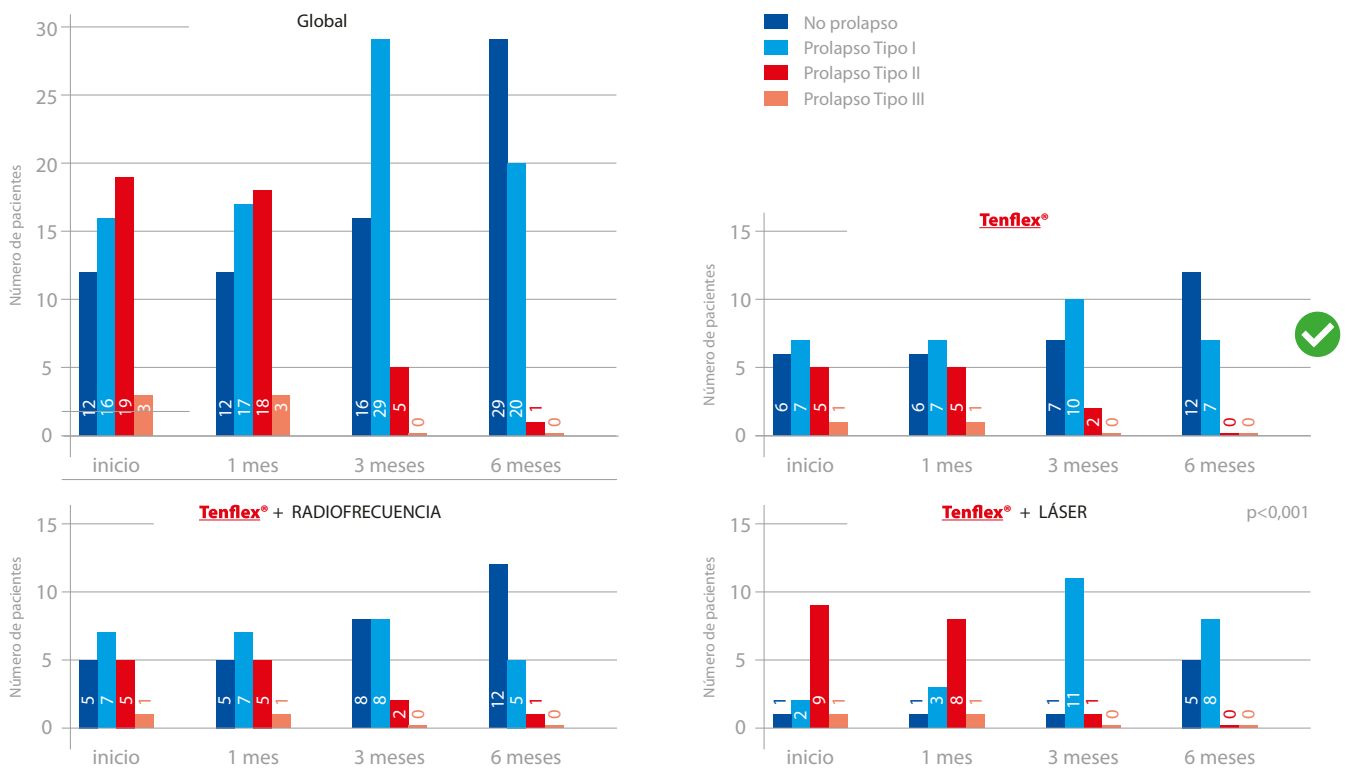 Global
Número de pacientes
30
25
20
15
10
5
0
12 16 19 3
12 17 18 3
16 29 5 0
29 20 1 0
inicio 1 mes 3 meses 6 meses
No prolapso
Prolapso Tipo I
Prolapso Tipo II
Prolapso Tipo III
Tenflex®
Número de pacientes
15
10
5
0
6 7 5 1
6 7 5 1
7 10 2 0
12 7 0 0
inicio 1 mes 3 meses 6 meses
Tenflex® + RADIOFRECUENCIA
Número de pacientes
15
10
5
0
5 7 5 1
5 7 5 1
8 8 2 0
12 5 1 0
inicio 1 mes 3 meses 6 meses
Tenflex® + LÁSER
p<0,001
Número de pacientes
15
10
5
0
1 2 9 1
1 3 8 1
1 11 1 0
5 8 0 0
inicio 1 mes 3 meses 6 meses